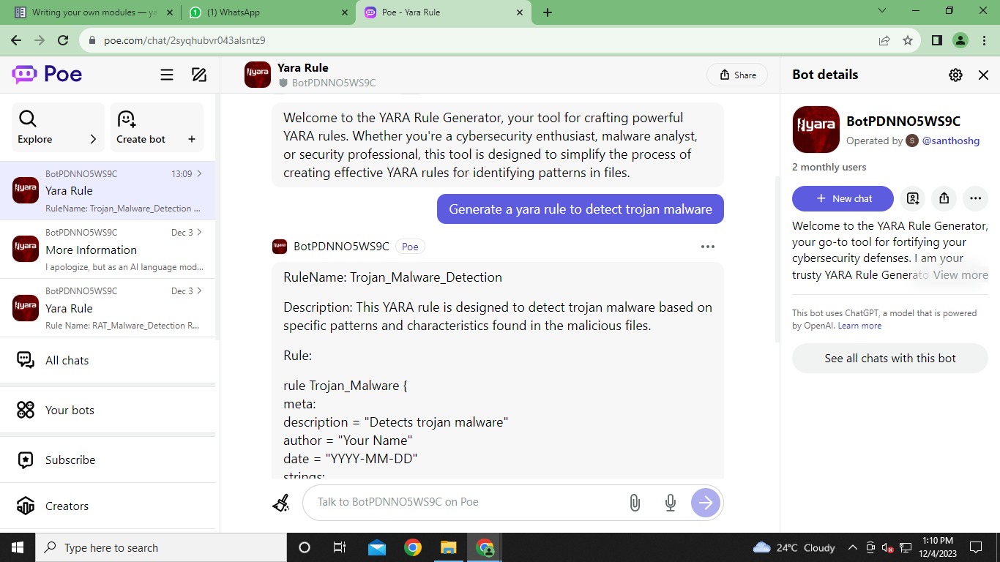 Writing your own modules — ya
(1) WhatsApp
Poe - Yara Rule
poe.com/chat/2syqhubvr043alsntz9
Poe
Explore
Create bot
BotPDNNO5WS9C 13:09
Yara Rule
RuleName: Trojan_Malware_Detection ...
BotPDNNO5WS9C Dec 3
More Information
I apologize, but as an AI language mod...
BotPDNNO5WS9C Dec 3
Yara Rule
Rule Name: RAT_Malware_Detection R...
All chats
Your bots
Subscribe
Creators
yara
Yara Rule
BotPDNNO5WS9C
Share
Welcome to the YARA Rule Generator, your tool for crafting powerful
YARA rules. Whether you're a cybersecurity enthusiast, malware analyst,
or security professional, this tool is designed to simplify the process of
creating effective YARA rules for identifying patterns in files.
Generate a yara rule to detect trojan malware
BotPDNNO5WS9C Poe
RuleName: Trojan_Malware_Detection
Description: This YARA rule is designed to detect trojan malware based on
specific patterns and characteristics found in the malicious files.
Rule:
rule Trojan_Malware {
meta:
description = "Detects trojan malware"
author = "Your Name"
date = "YYYY-MM-DD"
strings:
Talk to BotPDNNO5WS9C on Poe
Bot details
yara
BotPDNNO5WS9C
Operated by S @santhoshg
2 monthly users
New chat
Welcome to the YARA Rule Generator,
your go-to tool for fortifying your
cybersecurity defenses. I am your
trusty YARA Rule Generato View more
This bot uses ChatGPT, a model that is powered
by OpenAI. Learn more
See all chats with this bot
Type here to search
24°C Cloudy
1:10 PM
12/4/2023